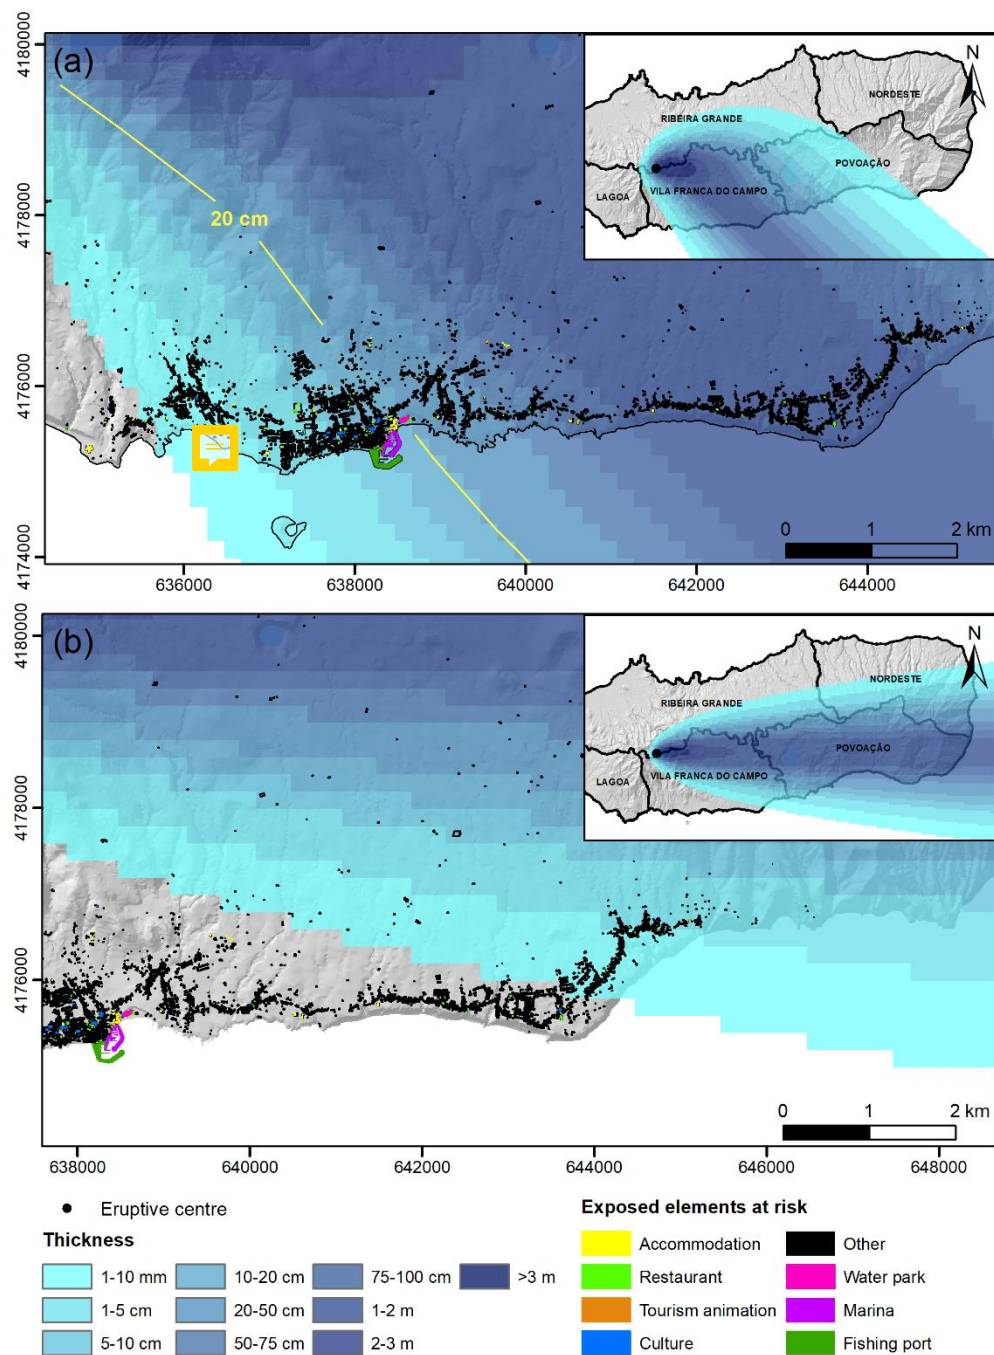 (a)
4180000
4178000
4176000
4174000
20 cm
N
NORDESTE
RIBEIRA GRANDE
POVOAÇÃO
LAGOA
VILA FRANCA DO CAMPO
0 1 2 km
636000 638000 640000 642000 644000
(b)
4180000
4178000
4176000
N
NORDESTE
RIBEIRA GRANDE
POVOAÇÃO
LAGOA
VILA FRANCA DO CAMPO
0 1 2 km
638000 640000 642000 644000 646000 648000
Eruptive centre
Thickness
1-10 mm 10-20 cm 75-100 cm >3 m
1-5 cm 20-50 cm 1-2 m
5-10 cm 50-75 cm 2-3 m
Exposed elements at risk
Accommodation Other
Restaurant Water park
Tourism animation Marina
Culture Fishing port